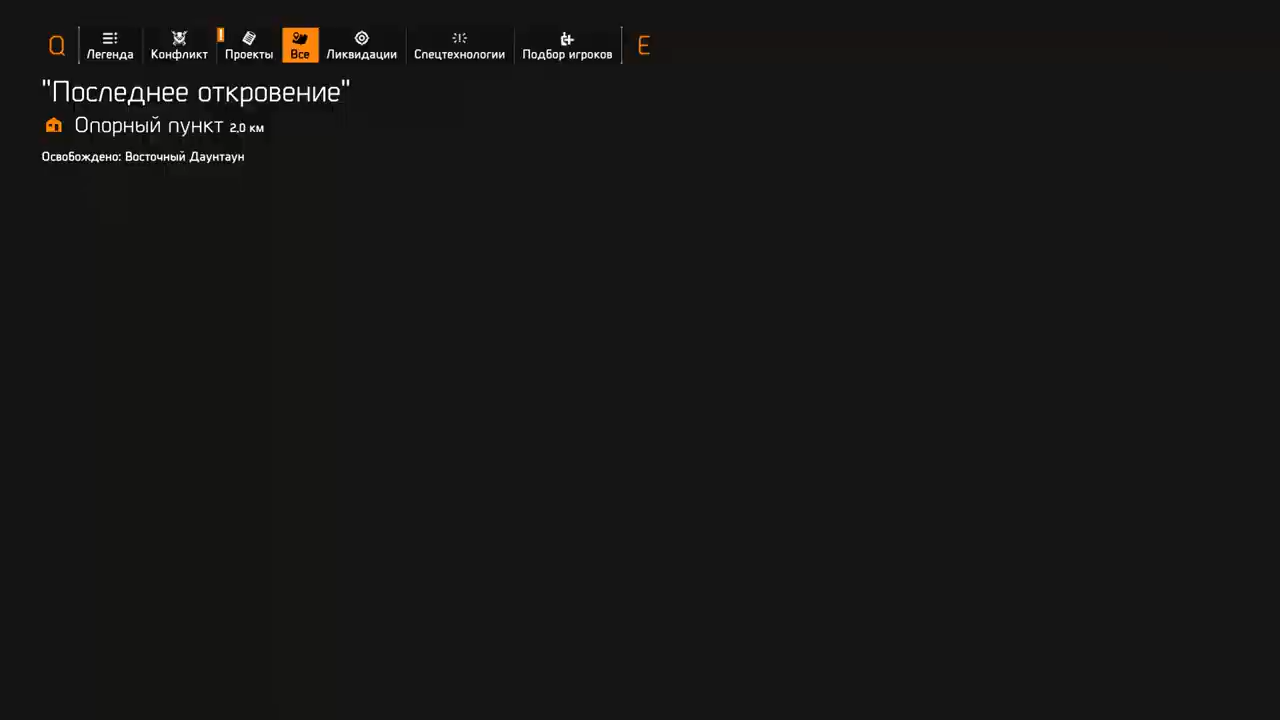 Q Легенда Конфликт Проекты Все Ликвидации Спецтехнологии Подбор игроков E
"Последнее откровение"
Опорный пункт 2,0 км
Освобождено: Восточный Даунтаун